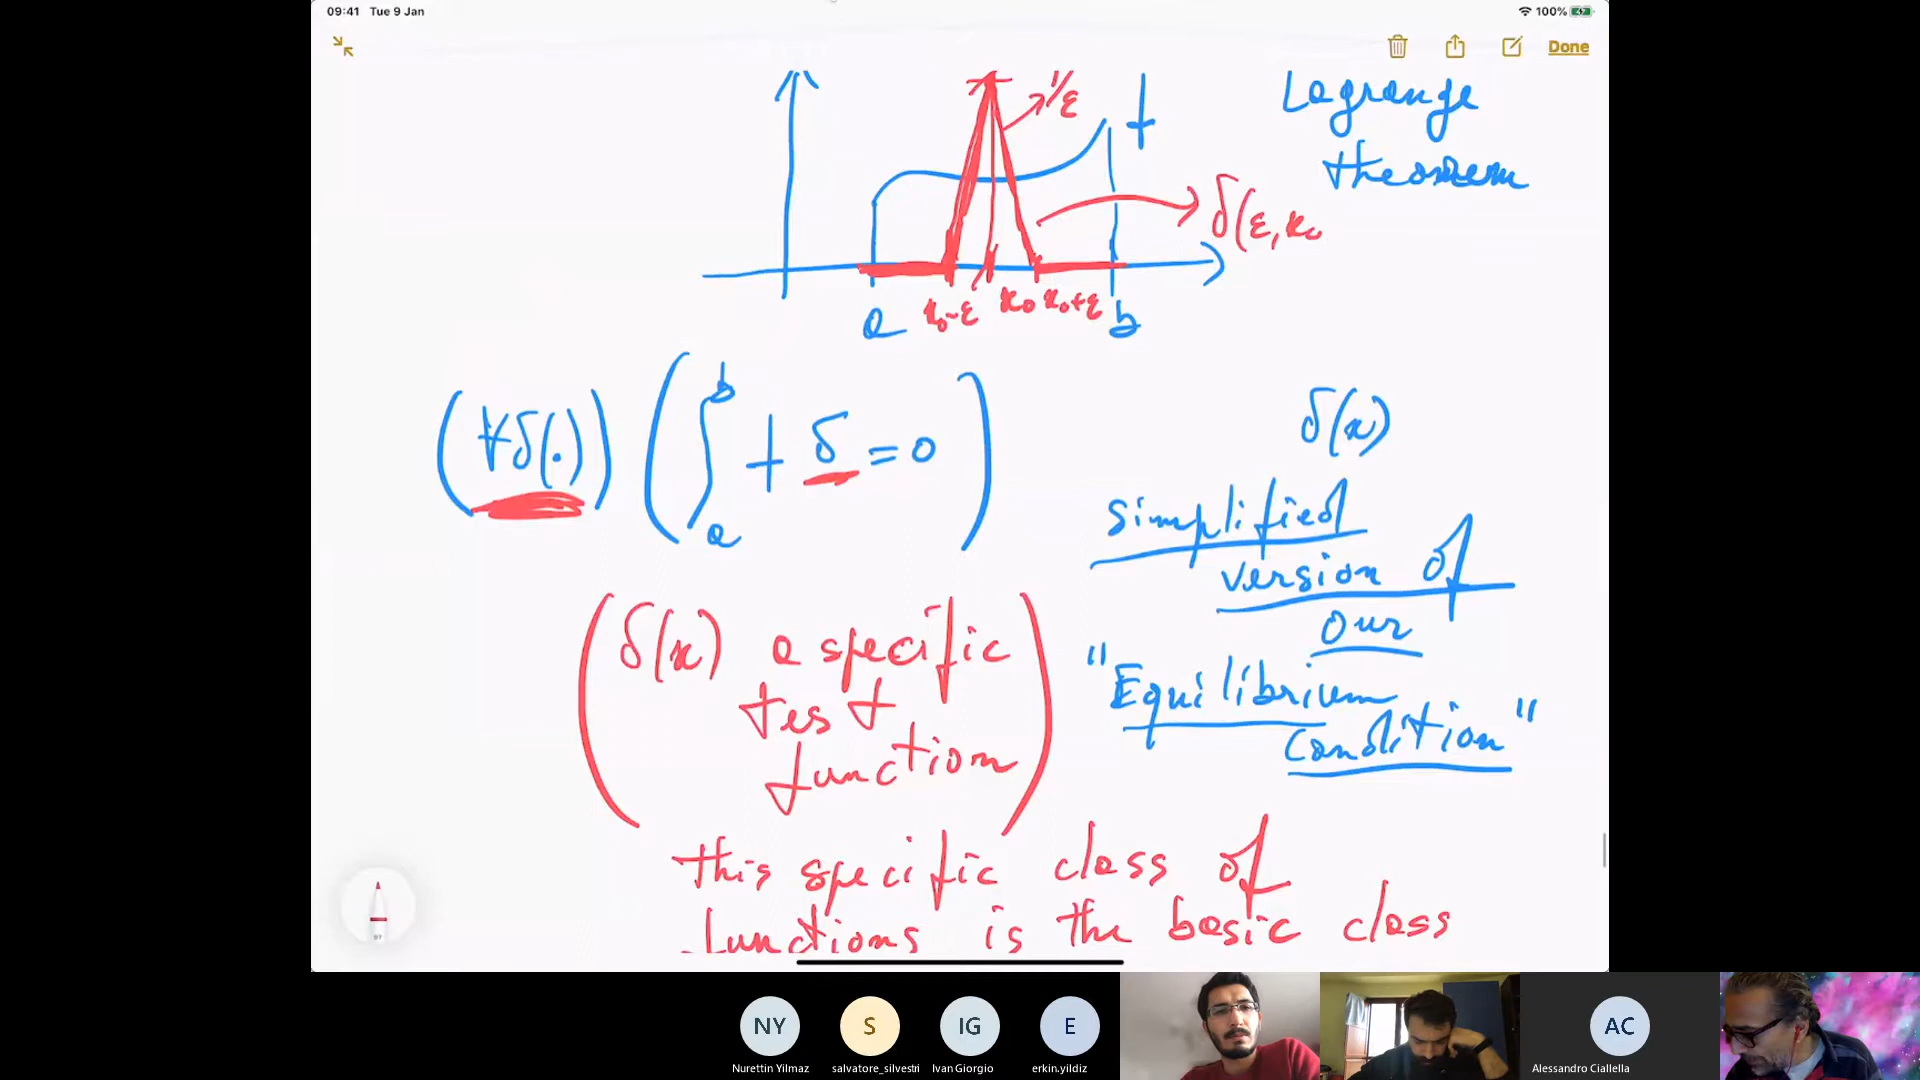 09:41 Tue 9 Jan
100%
Done
1/ε
f
Lagrange
theorem
δ(ε, x₀
a x₀-ε x₀ x₀+ε b
(∀δ(·)) (∫ₐᵇ f δ = 0)
δ(x)
simplified
version of
our
"Equilibrium
condition"
(δ(x) a specific
test
function)
this specific class of
functions is the basic class
97
NY
S
IG
E
AC
Nurettin Yilmaz
salvatore_silvestri
Ivan Giorgio
erkin.yildiz
Alessandro Ciallella